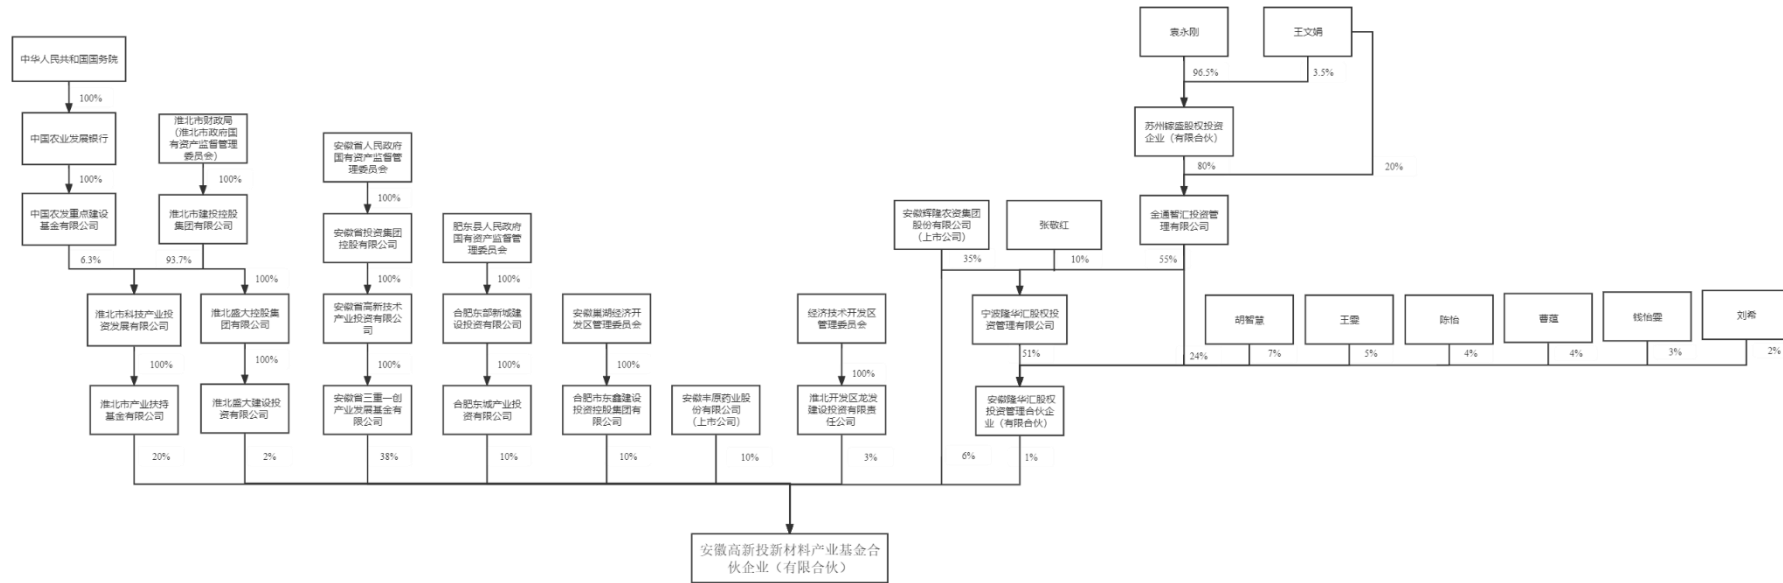 袁永刚
王文娟
中华人民共和国国务院
96.5%
3.5%
100%
中国农业发展银行
淮北市财政局
（淮北市政府国
有资产监督管理
委员会）
苏州镓盛股权投资
企业（有限合伙）
安徽省人民政府
国有资产监督管
理委员会
100%
100%
80%
20%
100%
中国农发重点建设
基金有限公司
淮北市建投控股
集团有限公司
安徽省投资集团
控股有限公司
肥东县人民政府
国有资产监督管
理委员会
安徽辉隆农资集团
股份有限公司
（上市公司）
张敬红
金通智汇投资管
理有限公司
6.3%
93.7%
100%
100%
100%
35%
10%
55%
淮北市科技产业投
资发展有限公司
淮北盛大控股集
团有限公司
安徽省高新技术
产业投资有限公
司
合肥东部新城建
设投资有限公司
安徽巢湖经济开
发区管理委员会
经济技术开发区
管理委员会
宁波隆华汇股权投
资管理有限公司
胡智慧
王雯
陈怡
曹蕴
钱怡雯
刘希
100%
100%
100%
100%
100%
100%
51%
24%
7%
5%
4%
4%
3%
2%
淮北市产业扶持
基金有限公司
淮北盛大建设投
资有限公司
安徽省三重一创
产业发展基金有
限公司
合肥东城产业投
资有限公司
合肥市东鑫建设
投资控股集团有
限公司
安徽丰原药业股
份有限公司
（上市公司）
淮北开发区龙发
建设投资有限责
任公司
安徽隆华汇股权
投资管理合伙企
业（有限合伙）
20%
2%
38%
10%
10%
10%
3%
6%
1%
安徽高新投新材料产业基金合
伙企业（有限合伙）